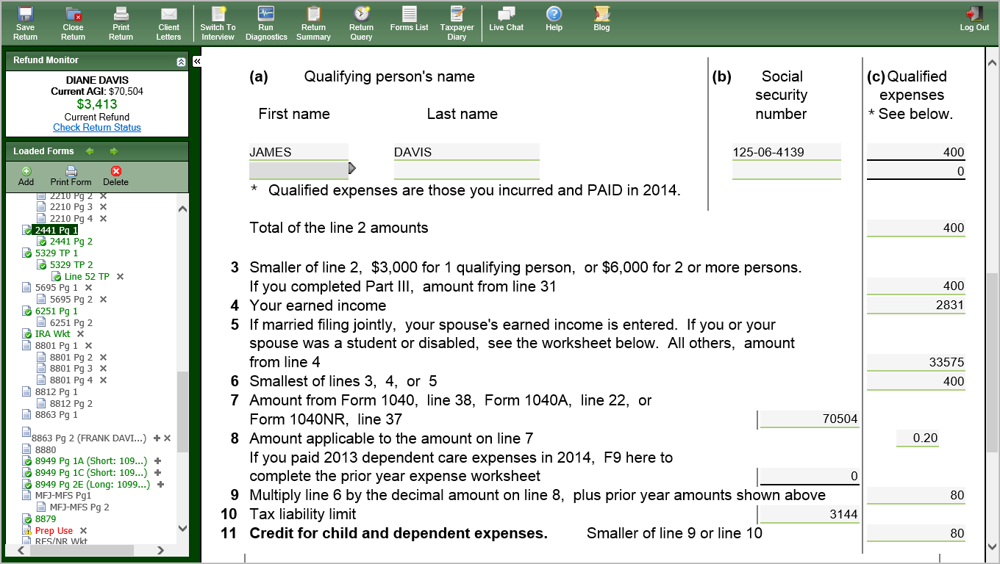 Save Return
Close Return
Print Return
Client Letters
Switch To Interview
Run Diagnostics
Return Summary
Return Query
Forms List
Taxpayer Diary
Live Chat
Help
Blog
Log Out
Refund Monitor
DIANE DAVIS
Current AGI: $70,504
$3,413
Current Refund
Check Return Status
Loaded Forms
Add
Print Form
Delete
2210 Pg 2
2210 Pg 3
2210 Pg 4
2441 Pg 1
2441 Pg 2
5329 TP 1
5329 TP 2
Line 52 TP
5695 Pg 1
5695 Pg 2
6251 Pg 1
6251 Pg 2
IRA Wkt
8801 Pg 1
8801 Pg 2
8801 Pg 3
8801 Pg 4
8812 Pg 1
8812 Pg 2
8863 Pg 1
8863 Pg 2 (FRANK DAVI...)
8880
8949 Pg 1A (Short: 109...)
8949 Pg 1C (Short: 109...)
8949 Pg 2E (Long: 1099...)
MFJ-MFS Pg1
MFJ-MFS Pg 2
8879
Prep Use
RES/NR Wkt
(a) Qualifying person's name (b) Social security number (c) Qualified expenses * See below.
First name Last name
JAMES DAVIS 125-06-4139 400
0
* Qualified expenses are those you incurred and PAID in 2014.
Total of the line 2 amounts 400
3 Smaller of line 2, $3,000 for 1 qualifying person, or $6,000 for 2 or more persons.
If you completed Part III, amount from line 31 400
4 Your earned income 2831
5 If married filing jointly, your spouse's earned income is entered. If you or your
spouse was a student or disabled, see the worksheet below. All others, amount
from line 4 33575
6 Smallest of lines 3, 4, or 5 400
7 Amount from Form 1040, line 38, Form 1040A, line 22, or
Form 1040NR, line 37 70504
8 Amount applicable to the amount on line 7 0.20
If you paid 2013 dependent care expenses in 2014, F9 here to
complete the prior year expense worksheet 0
9 Multiply line 6 by the decimal amount on line 8, plus prior year amounts shown above 80
10 Tax liability limit 3144
11 Credit for child and dependent expenses. Smaller of line 9 or line 10 80